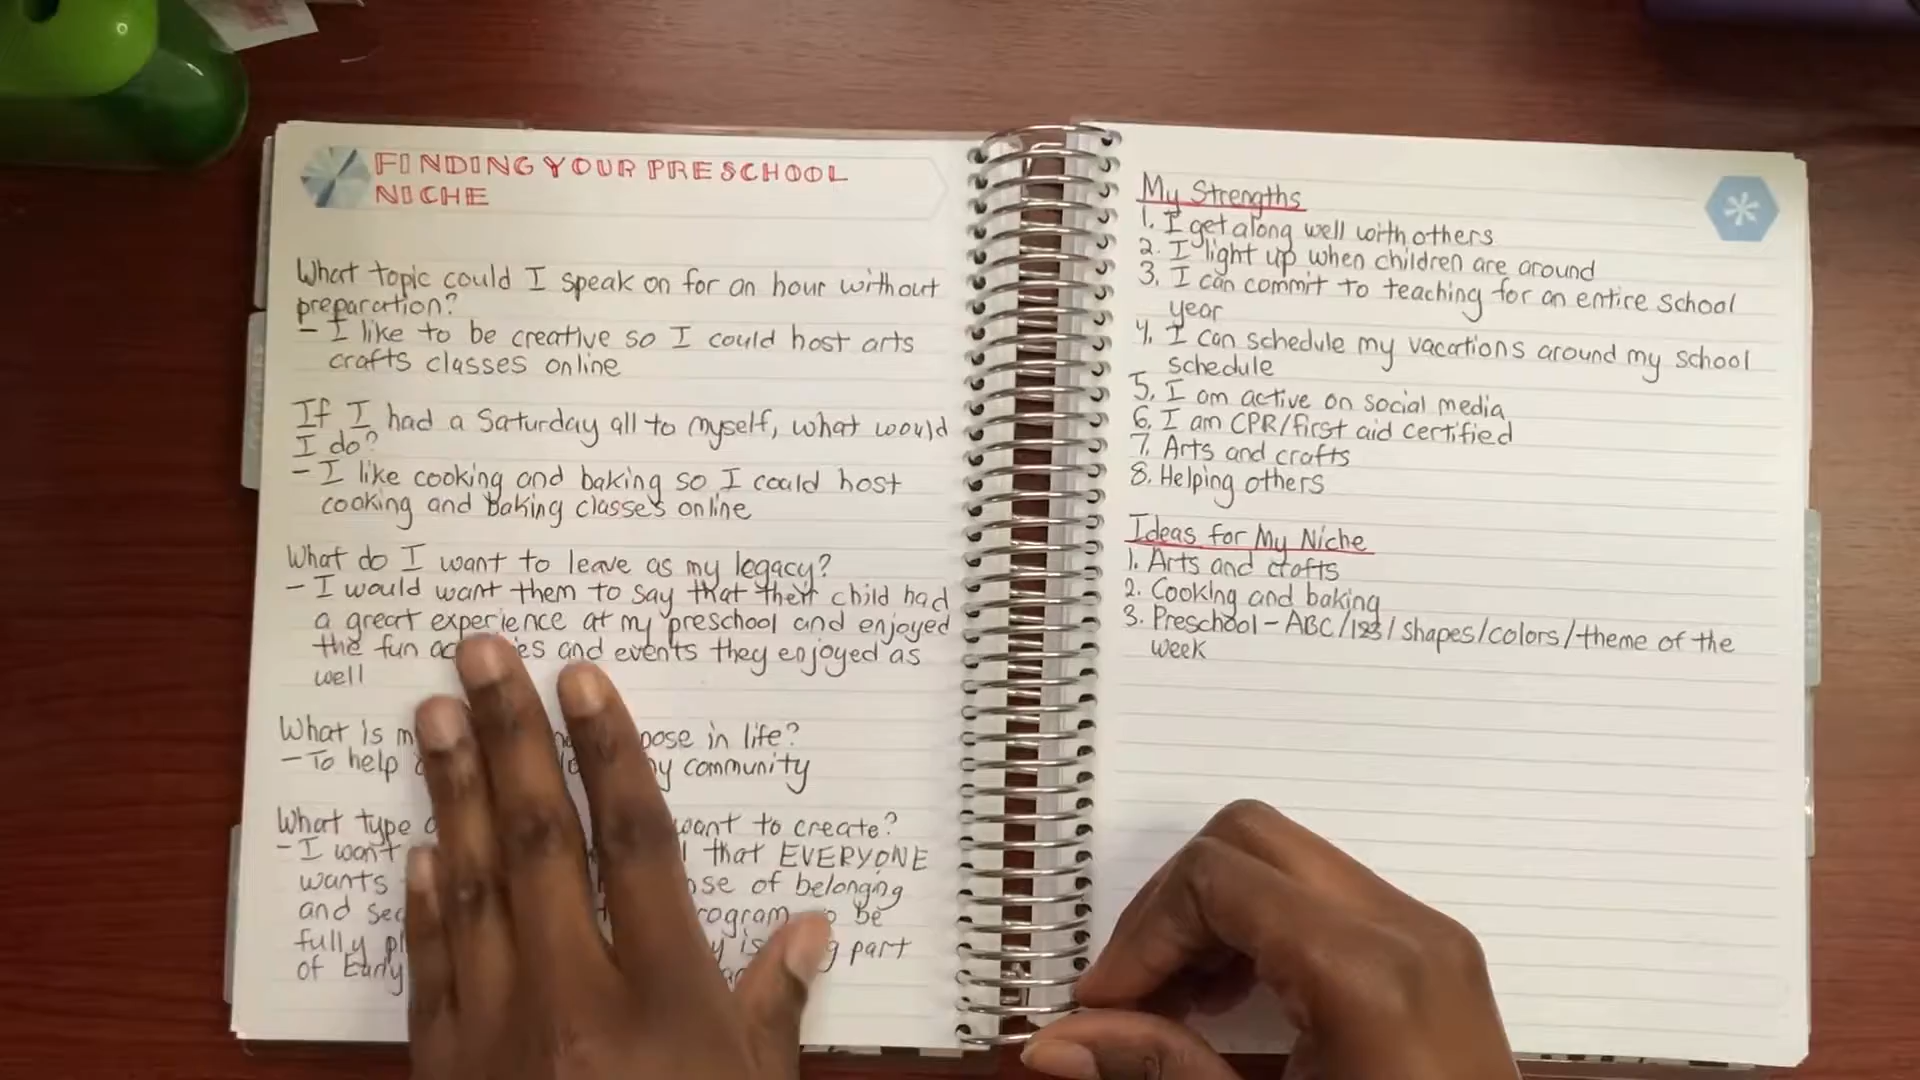 FINDING YOUR PRESCHOOL
NICHE
What topic could I speak on for an hour without
preparation?
- I like to be creative so I could host arts
crafts classes online
If I had a Saturday all to myself, what would
I do?
- I like cooking and baking so I could host
cooking and baking classes online
What do I want to leave as my legacy?
- I would want them to say that their child had
a great experience at my preschool and enjoyed
the fun and events they enjoyed as
well
What is in life?
- To help my community
What type want to create?
- I want that EVERYONE
wants of belonging
and be
fully part
of Early
My Strengths
1. I get along well with others
2. I light up when children are around
3. I can commit to teaching for an entire school
year
4. I can schedule my vacations around my school
schedule
5. I am active on social media
6. I am CPR/first aid certified
7. Arts and crafts
8. Helping others
Ideas for My Niche
1. Arts and crafts
2. Cooking and baking
3. Preschool - ABC/123/shapes/colors/theme of the
week